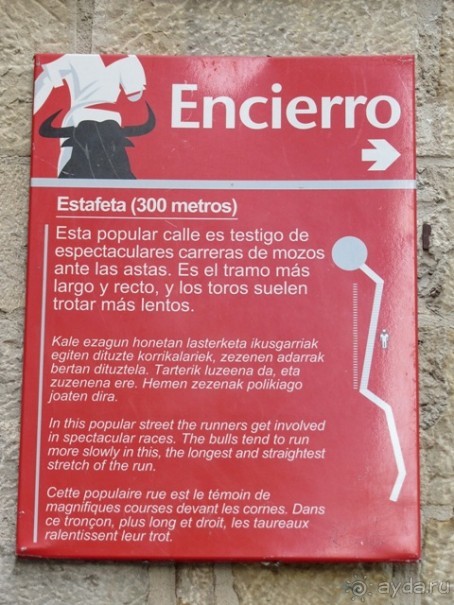 Encierro
Estafeta (300 metros)
Esta popular calle es testigo de
espectaculares carreras de mozos
ante las astas. Es el tramo más
largo y recto, y los toros suelen
trotar más lentos.
Kale ezagun honetan lasterketa ikusgarriak
egiten dituzte korrikalariek, zezenen adarrak
bertan dituztela. Tarterik luzeena da, eta
zuzenena ere. Hemen zezenak polikiago
joaten dira.
In this popular street the runners get involved
in spectacular races. The bulls tend to run
more slowly in this, the longest and straightest
stretch of the run.
Cette populaire rue est le témoin de
magnifiques courses devant les cornes. Dans
ce tronçon, plus long et droit, les taureaux
ralentissent leur trot.
ayda.ru